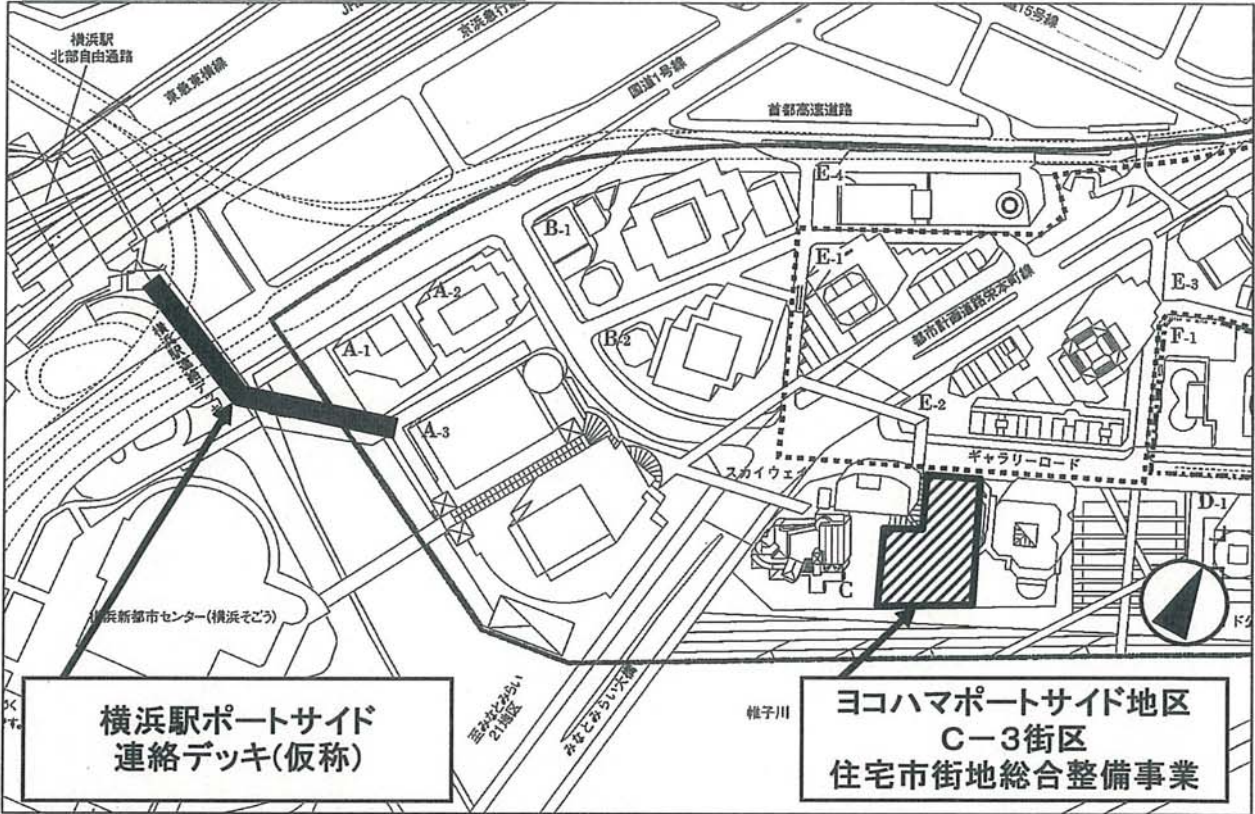 横浜駅
北部自由通路
東急東横線
京浜急行線
国道1号線
道15号線
首都高速道路
E-4
B-1
E-1
A-2
都市計画道路栄本町線
E-3
A-1
B-2
F-1
E-2
A-3
ギャラリーロード
スカイウェイ
D-1
C
横浜新都市センター(横浜そごう)
至みなとみらい
21地区
みなとみらい大橋
帷子川
横浜駅ポートサイド
連絡デッキ(仮称)
ヨコハマポートサイド地区
C-3街区
住宅市街地総合整備事業